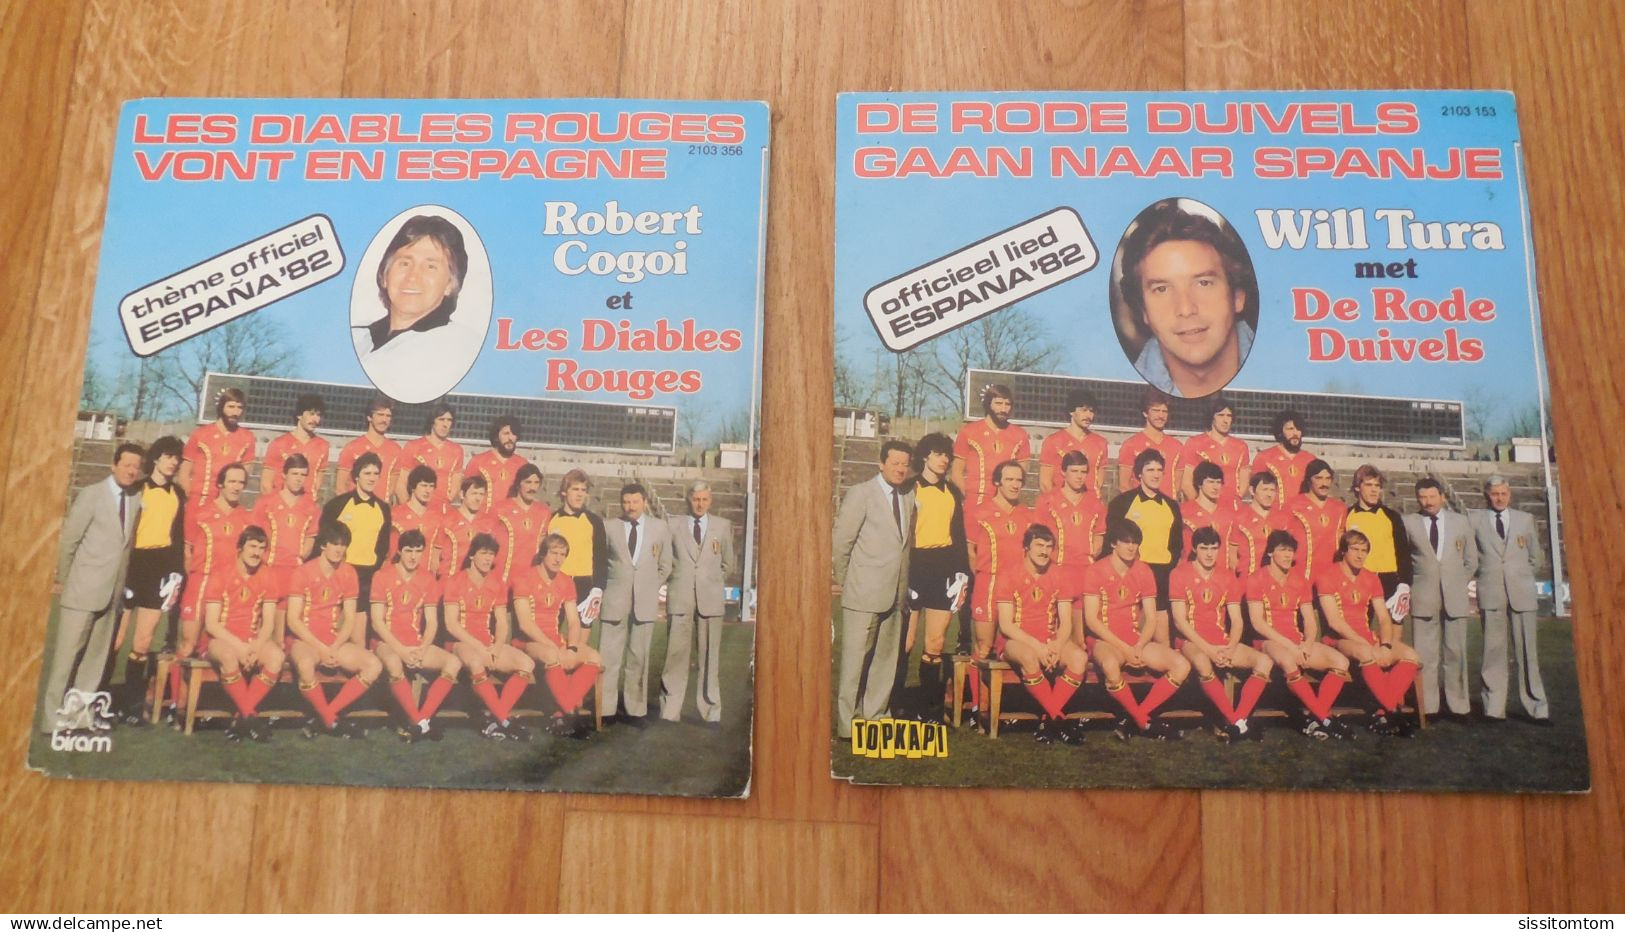 LES DIABLES ROUGES
VONT EN ESPAGNE
2103 356
thème officiel
ESPAÑA'82
Robert
Cogoi
et
Les Diables
Rouges
biram
DE RODE DUIVELS
GAAN NAAR SPANJE
2103 153
officieel lied
ESPANA'82
Will Tura
met
De Rode
Duivels
TOPKAPI
delcampe.net
sissitomtom